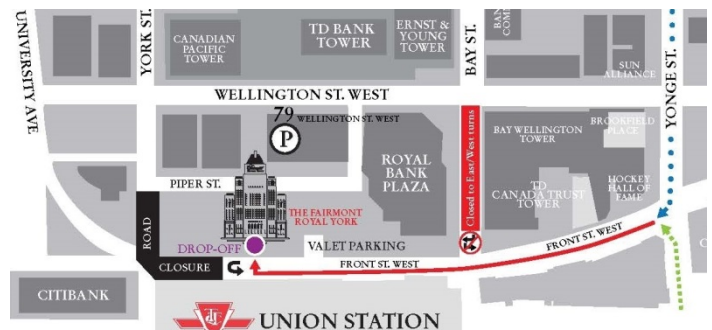 UNIVERSITY AVE
YORK ST.
CANADIAN
PACIFIC
TOWER
TD BANK
TOWER
ERNST &
YOUNG
TOWER
BAY ST.
SUN
ALLIANCE
YONGE ST.
WELLINGTON ST. WEST
79 WELLINGTON ST. WEST
P
Closed to East/West turns
BAY WELLINGTON
TOWER
BROOKFIELD
PLACE
ROYAL
BANK
PLAZA
TD
CANADA TRUST
TOWER
HOCKEY
HALL OF
FAME
PIPER ST.
THE FAIRMONT
ROYAL YORK
ROAD
CLOSURE
DROP-OFF
VALET PARKING
FRONT ST. WEST
FRONT ST. WEST
CITIBANK
UNION STATION